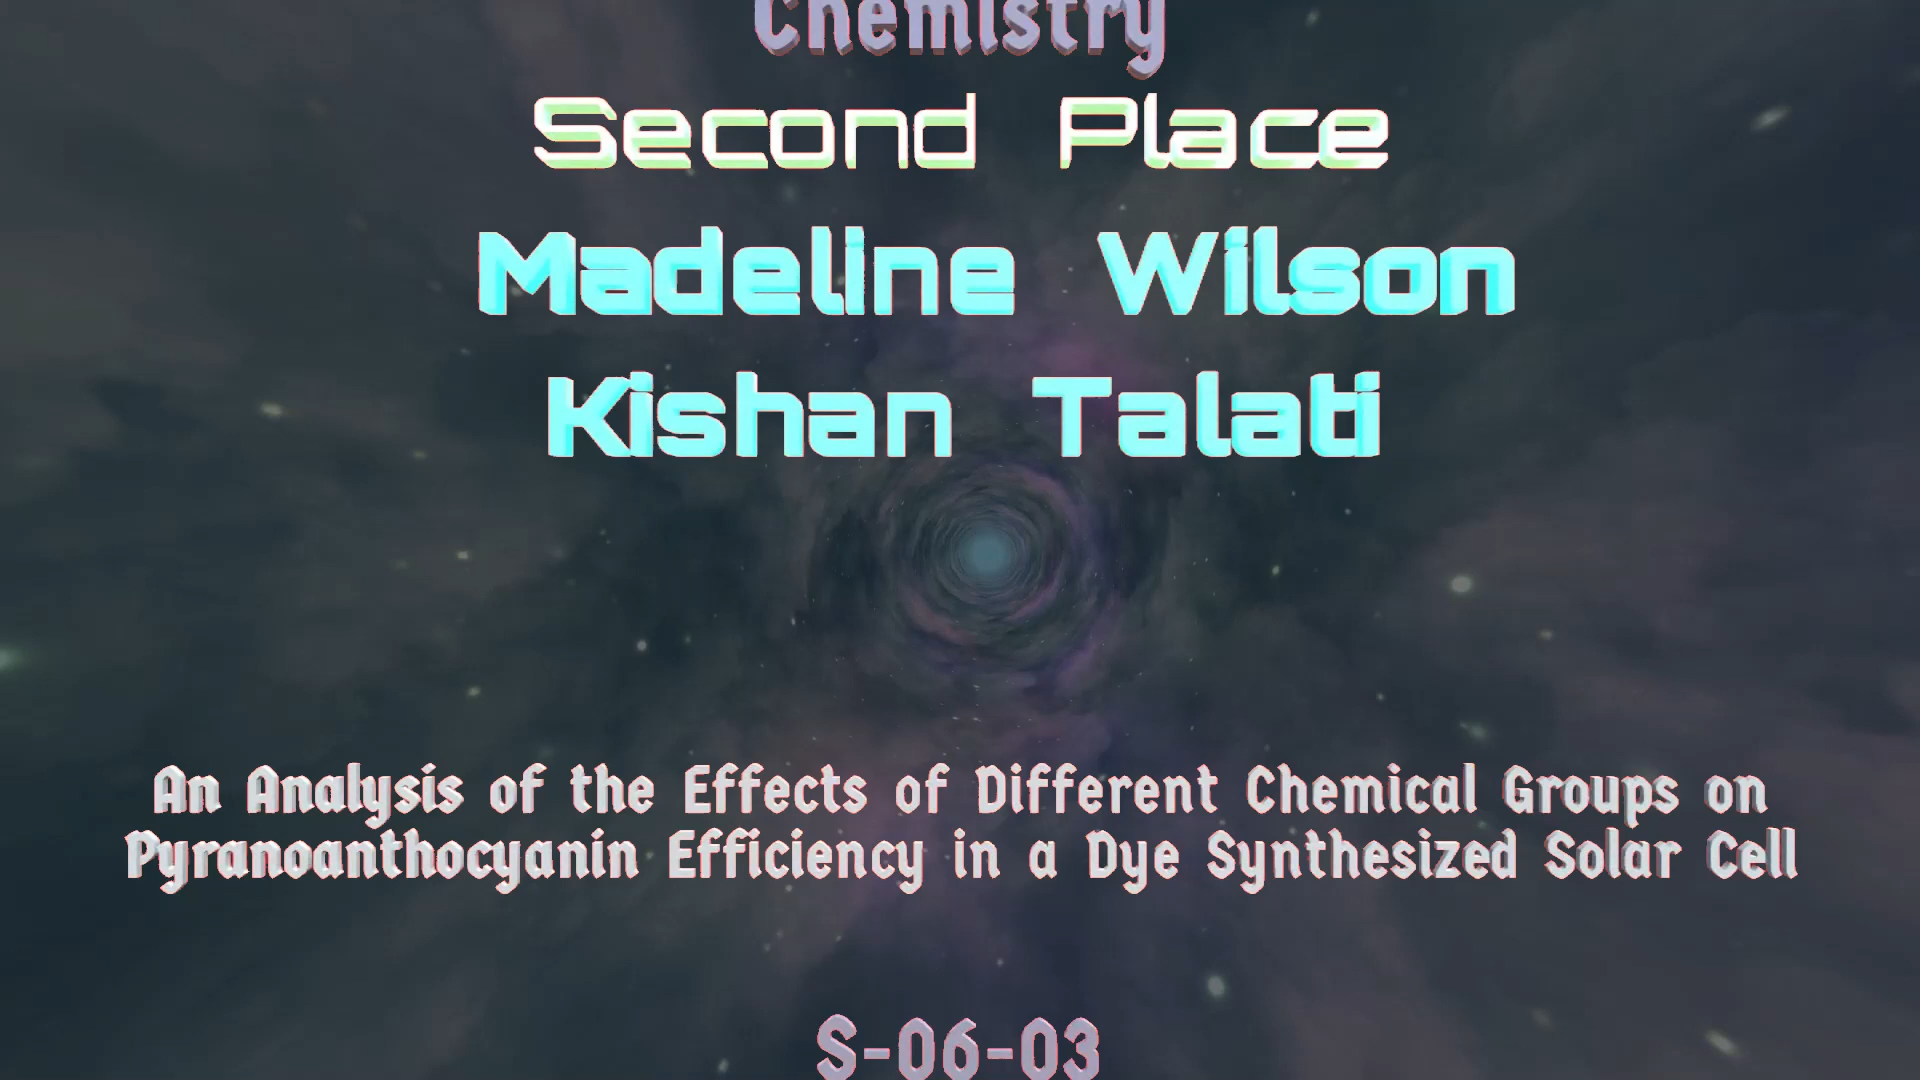 Chemistry
Second Place
Madeline Wilson
Kishan Talati
An Analysis of the Effects of Different Chemical Groups on
Pyranoanthocyanin Efficiency in a Dye Synthesized Solar Cell
S-06-03